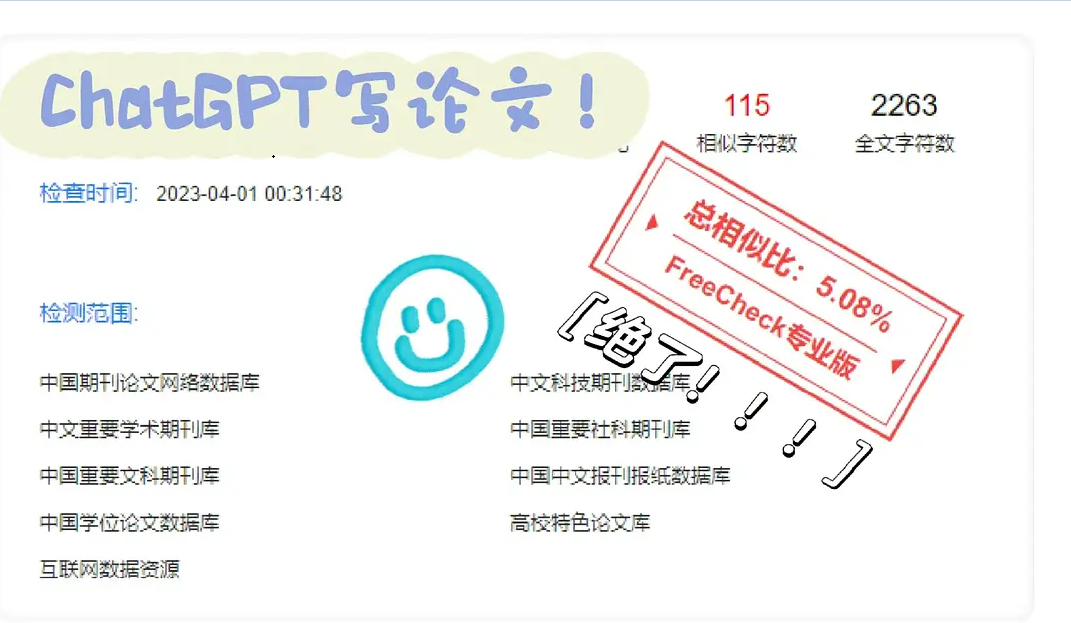 ChatGPT写论文！
115
2263
相似字符数
全文字符数
检查时间: 2023-04-01 00:31:48
总相似比：5.08%
FreeCheck专业版
检测范围:
[绝了！！！！]
中国期刊论文网络数据库
中文科技期刊数据库
中文重要学术期刊库
中国重要社科期刊库
中国重要文科期刊库
中国中文报刊报纸数据库
中国学位论文数据库
高校特色论文库
互联网数据资源